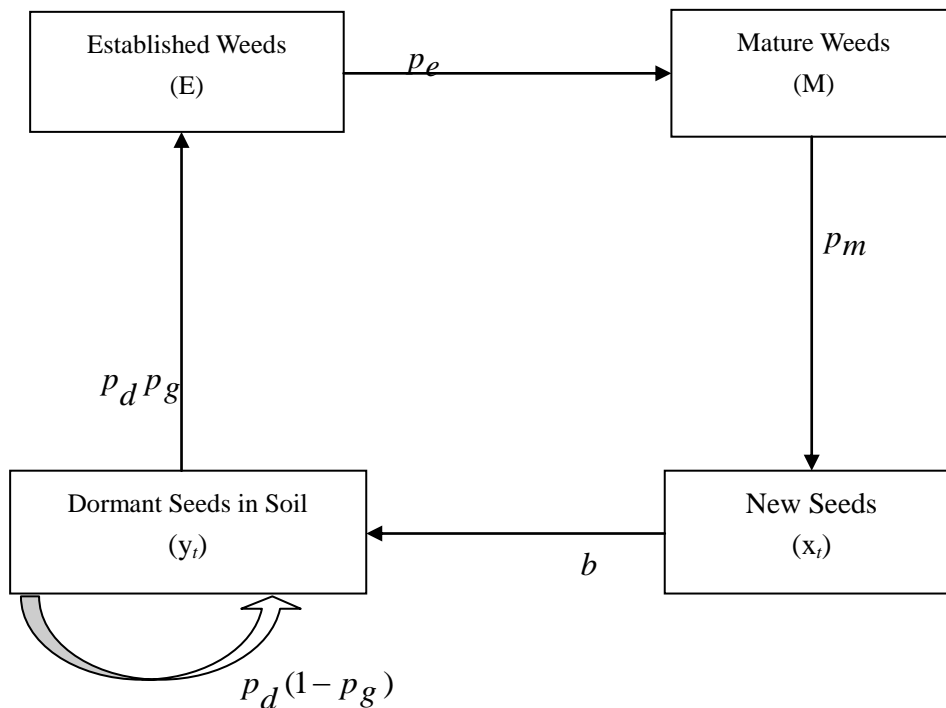 Established Weeds
(E)
p_e
Mature Weeds
(M)
p_m
p_d p_g
Dormant Seeds in Soil
(y_t)
b
New Seeds
(x_t)
p_d (1 − p_g)